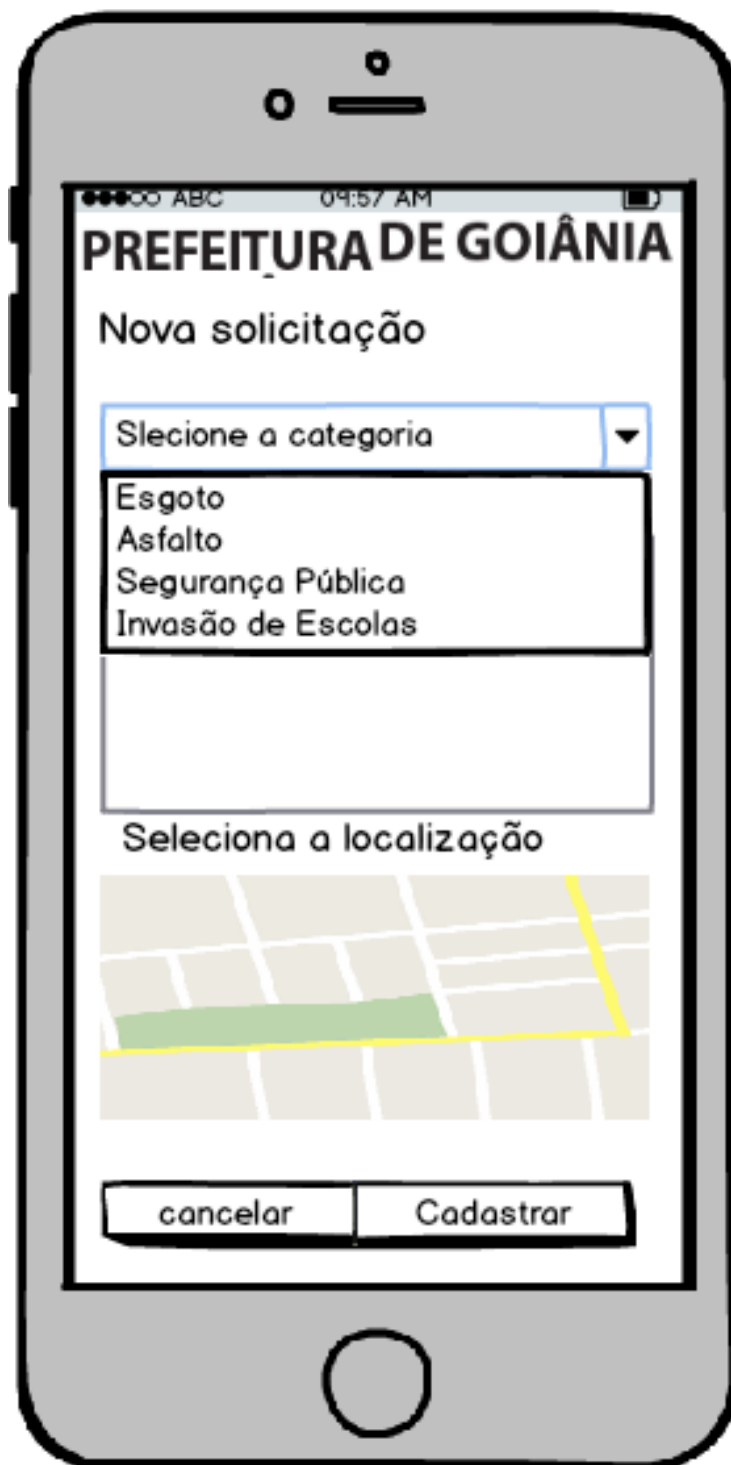 ABC 09:57 AM
PREFEITURA DE GOIÂNIA
Nova solicitação
Slecione a categoria
Esgoto
Asfalto
Segurança Pública
Invasão de Escolas
Seleciona a localização
cancelar Cadastrar